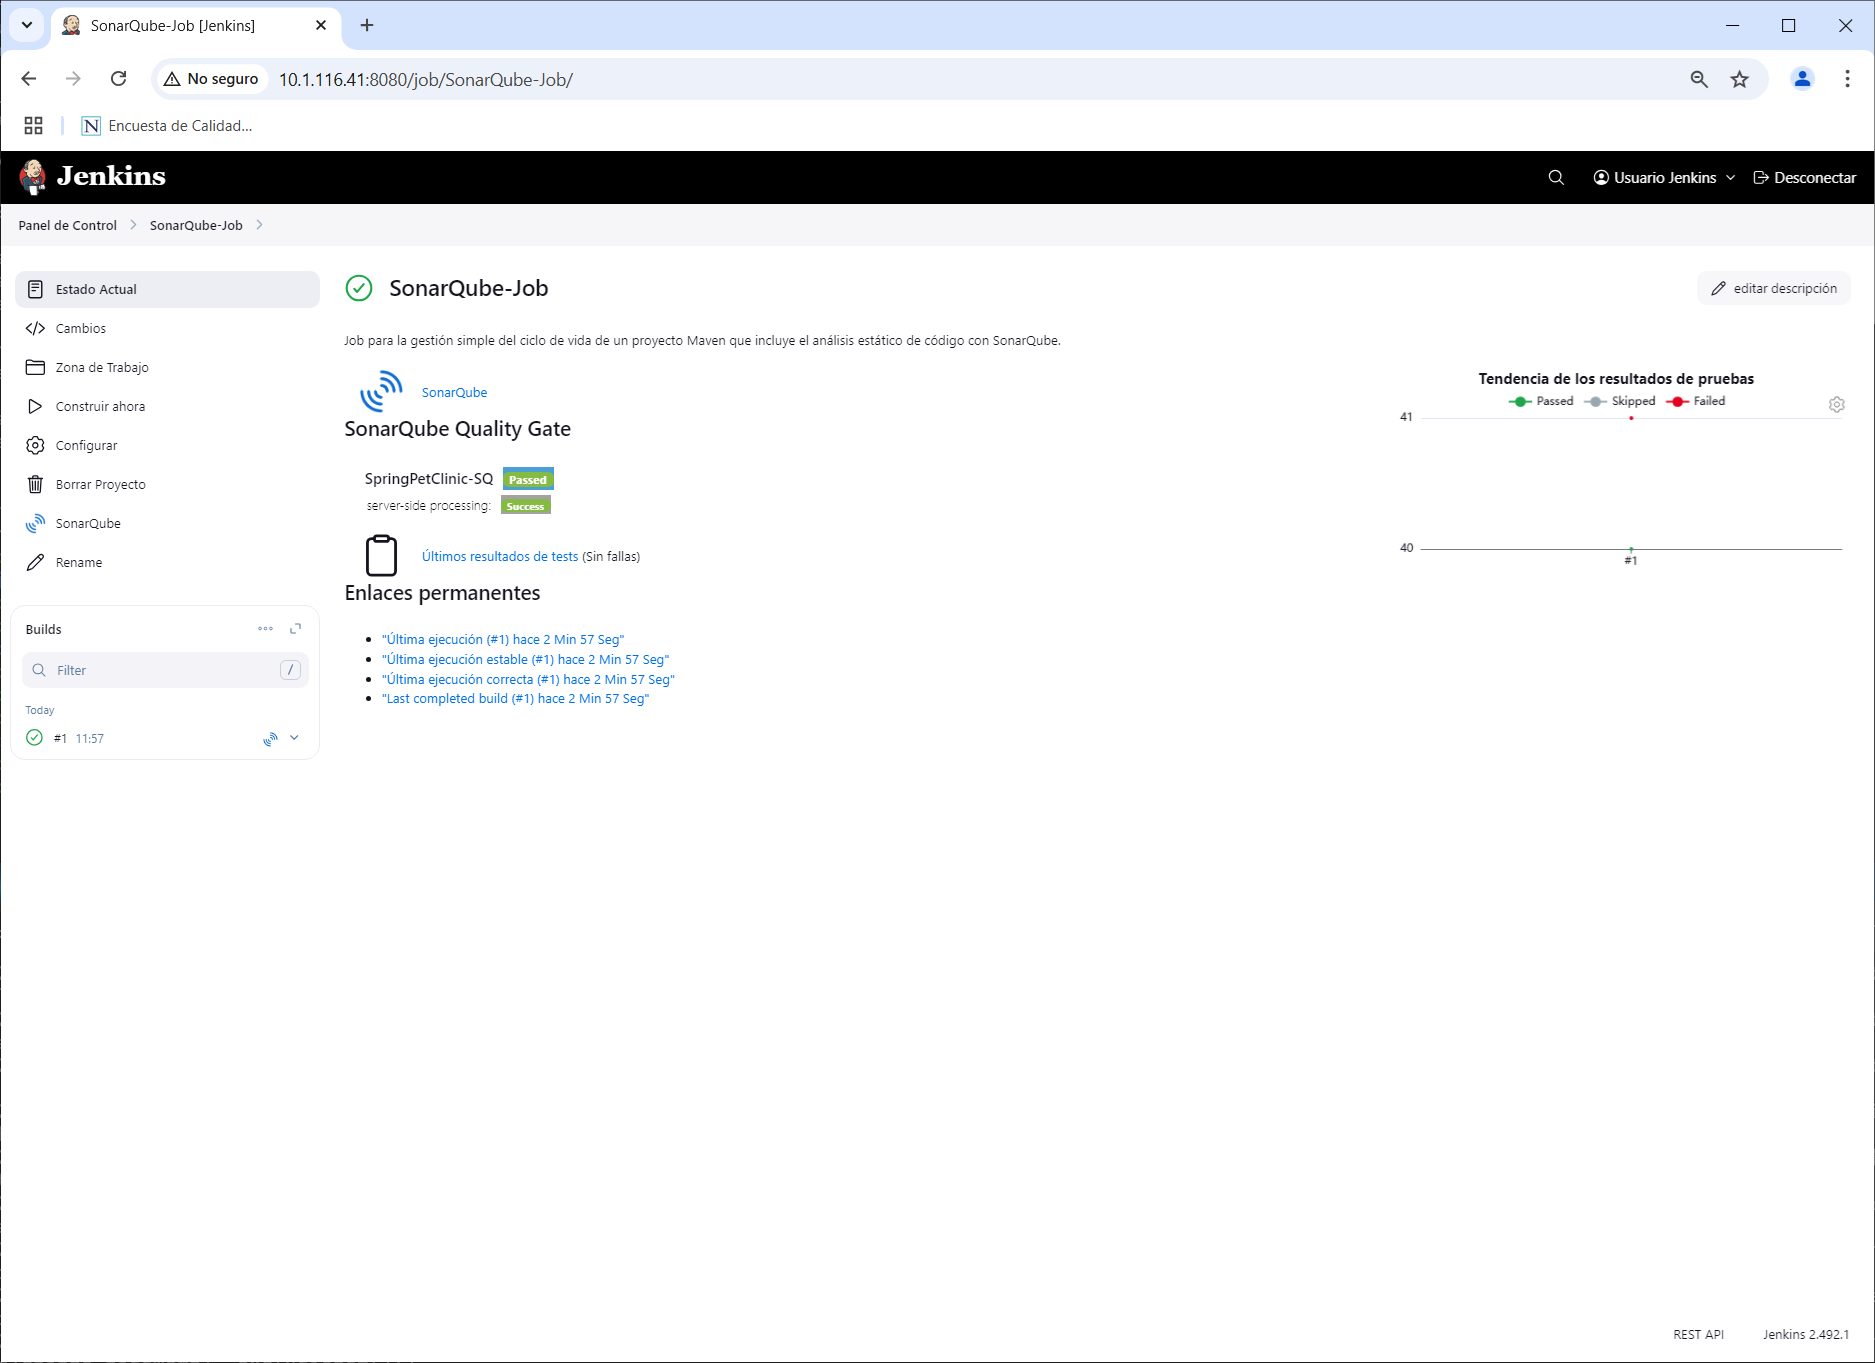 SonarQube-Job [Jenkins]
No seguro
10.1.116.41:8080/job/SonarQube-Job/
N Encuesta de Calidad...
Jenkins
Usuario Jenkins
Desconectar
Panel de Control
SonarQube-Job
Estado Actual
Cambios
Zona de Trabajo
Construir ahora
Configurar
Borrar Proyecto
SonarQube
Rename
Builds
Filter
/
Today
#1 11:57
SonarQube-Job
editar descripción
Job para la gestión simple del ciclo de vida de un proyecto Maven que incluye el análisis estático de código con SonarQube.
SonarQube
SonarQube Quality Gate
SpringPetClinic-SQ Passed
server-side processing: Success
Últimos resultados de tests (Sin fallas)
Enlaces permanentes
"Última ejecución (#1) hace 2 Min 57 Seg"
"Última ejecución estable (#1) hace 2 Min 57 Seg"
"Última ejecución correcta (#1) hace 2 Min 57 Seg"
"Last completed build (#1) hace 2 Min 57 Seg"
Tendencia de los resultados de pruebas
Passed Skipped Failed
41
40
#1
REST API
Jenkins 2.492.1